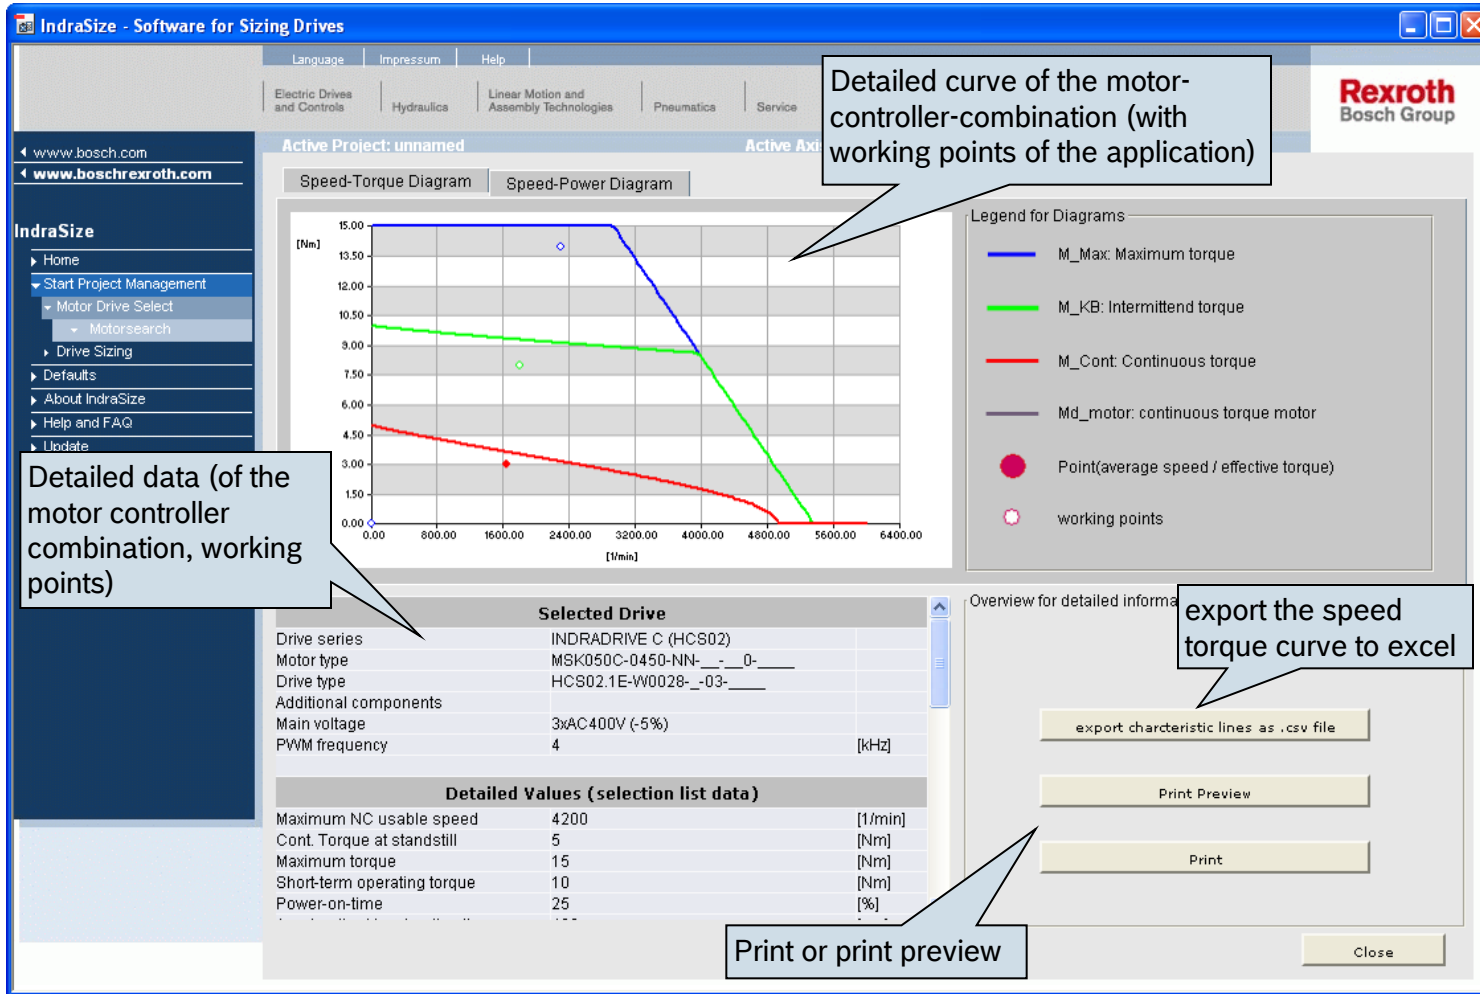 IndraSize - Software for Sizing Drives
Language Impressum Help
Electric Drives and Controls
Hydraulics
Linear Motion and Assembly Technologies
Pneumatics
Service
Rexroth
Bosch Group
Detailed curve of the motor-
controller-combination (with
working points of the application)
www.bosch.com
www.boschrexroth.com
Active Project: unnamed
Active
IndraSize
Home
Start Project Management
Motor Drive Select
Motorsearch
Drive Sizing
Defaults
About IndraSize
Help and FAQ
Update
Speed-Torque Diagram
Speed-Power Diagram
[Nm]
15.00
13.50
12.00
10.50
9.00
7.50
6.00
4.50
3.00
1.50
0.00
0.00 800.00 1600.00 2400.00 3200.00 4000.00 4800.00 5600.00 6400.00
[1/min]
Legend for Diagrams
M_Max: Maximum torque
M_KB: Intermittend torque
M_Cont: Continuous torque
Md_motor: continuous torque motor
Point(average speed / effective torque)
working points
Detailed data (of the
motor controller
combination, working
points)
Selected Drive
Drive series INDRADRIVE C (HCS02)
Motor type MSK050C-0450-NN-__-__0-____
Drive type HCS02.1E-W0028-_-03-____
Additional components
Main voltage 3xAC400V (-5%)
PWM frequency 4 [kHz]
Detailed Values (selection list data)
Maximum NC usable speed 4200 [1/min]
Cont. Torque at standstill 5 [Nm]
Maximum torque 15 [Nm]
Short-term operating torque 10 [Nm]
Power-on-time 25 [%]
Overview for detailed
export the speed
torque curve to excel
export charcteristic lines as .csv file
Print Preview
Print
Print or print preview
Close